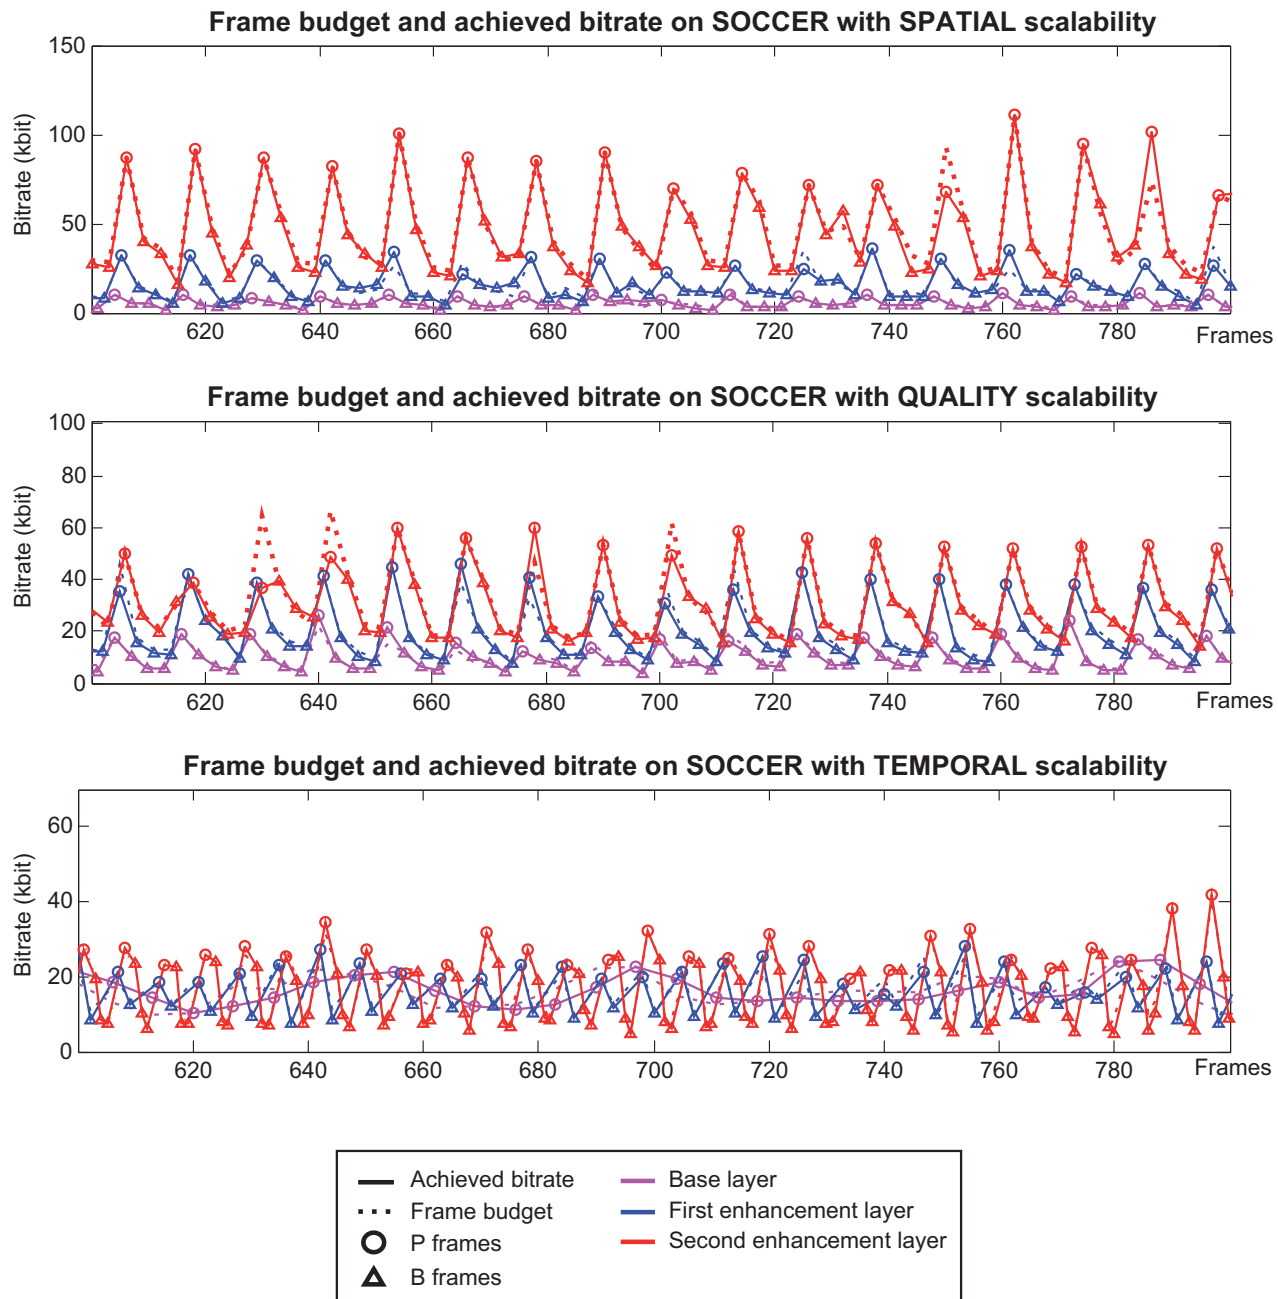 Frame budget and achieved bitrate on SOCCER with SPATIAL scalability
150
100
50
0
Bitrate (kbit)
620 640 660 680 700 720 740 760 780 Frames
Frame budget and achieved bitrate on SOCCER with QUALITY scalability
100
80
60
40
20
0
Bitrate (kbit)
620 640 660 680 700 720 740 760 780 Frames
Frame budget and achieved bitrate on SOCCER with TEMPORAL scalability
60
40
20
0
Bitrate (kbit)
620 640 660 680 700 720 740 760 780 Frames
Achieved bitrate
Frame budget
P frames
B frames
Base layer
First enhancement layer
Second enhancement layer